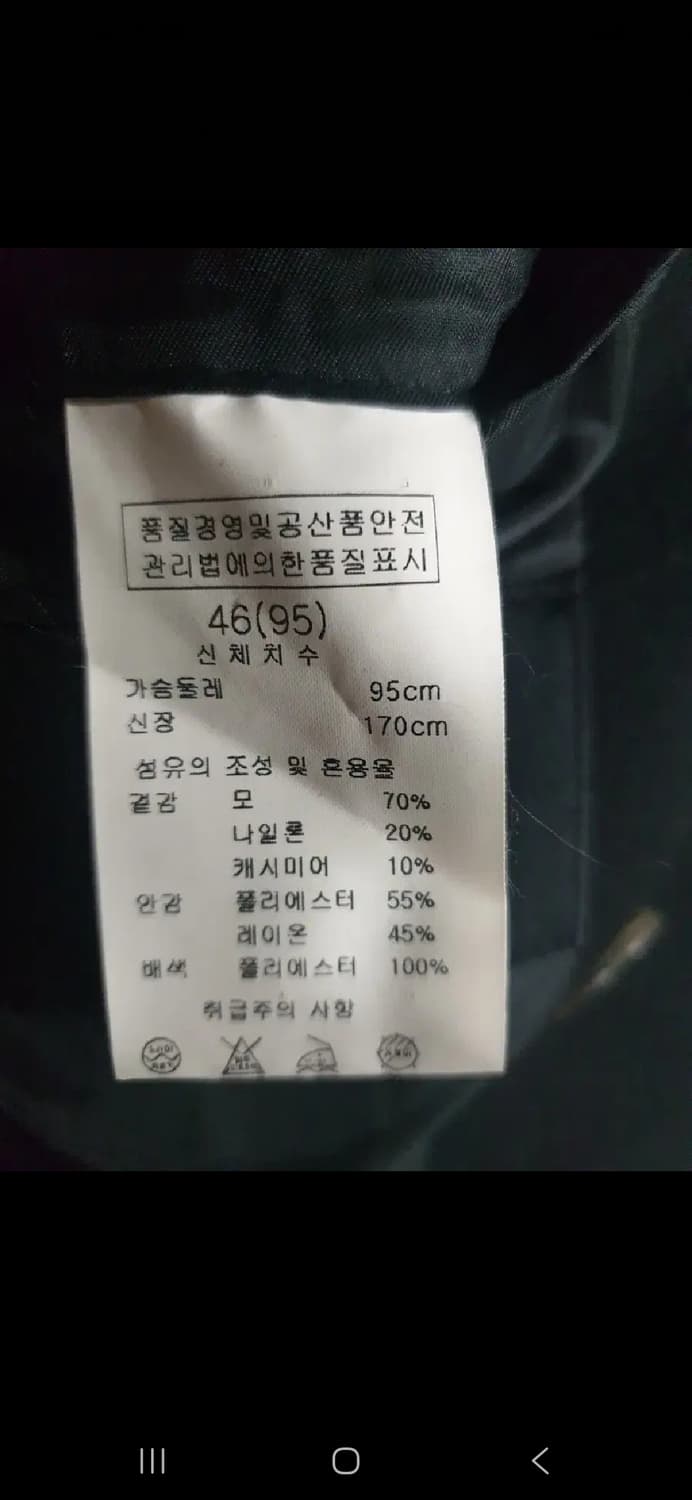 품질경영및공산품안전
관리법에의한품질표시
46(95)
신체치수
가슴둘레 95cm
신장 170cm
섬유의 조성 및 혼용율
겉감 모 70%
나일론 20%
캐시미어 10%
안감 폴리에스터 55%
레이온 45%
배색 폴리에스터 100%
취급주의 사항